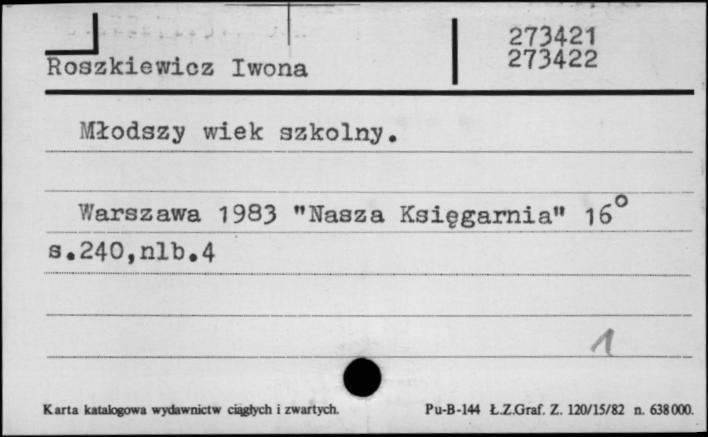 273421
Roszkiewicz Iwona 273422
Młodszy wiek szkolny.
Warszawa 1983 "Nasza Księgarnia" 16°
s.240,nlb.4
1
Karta katalogowa wydawnictw ciągłych i zwartych. Pu-B-144 Ł.Z.Graf. Z. 120/15/82 n. 638000.